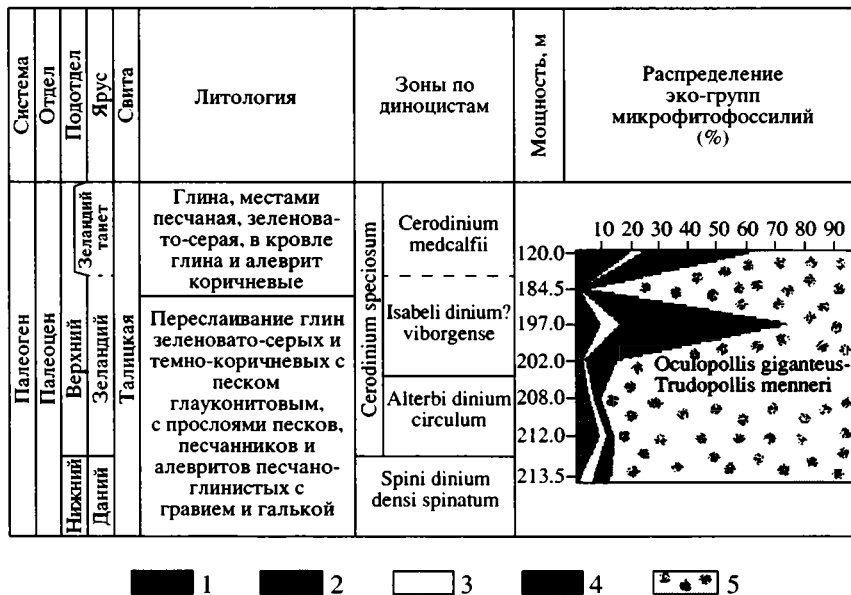 Система
Отдел
Подотдел
Ярус
Свита
Литология
Зоны по
диноцистам
Мощность, м
Распределение
эко-групп
микрофитофоссилий
(%)
Палеоген
Палеоцен
Верхний
Нижний
Зеландий
танет
Зеландий
Даний
Талицкая
Глина, местами
песчаная, зеленова-
то-серая, в кровле
глина и алеврит
коричневые
Переслаивание глин
зеленовато-серых и
темно-коричневых с
песком
глауконитовым,
с прослоями песков,
песчанников и
алевритов песчано-
глинистых с
гравием и галькой
Cerodinium speciosum
Cerodinium
medcalfii
Isabeli dinium?
viborgense
Alterbi dinium
circulum
Spini dinium
densi spinatum
10 20 30 40 50 60 70 80 90
120.0
184.5
197.0
202.0
208.0
212.0
213.5
Oculopollis giganteus-
Trudopollis menneri
1 2 3 4 5